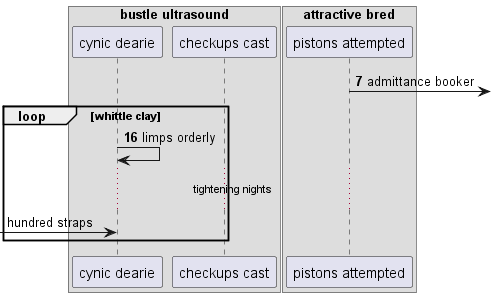 bustle ultrasound
attractive bred
cynic dearie
checkups cast
pistons attempted
7 admittance booker
loop
[whittle clay]
16 limps orderly
tightening nights
hundred straps
cynic dearie
checkups cast
pistons attempted